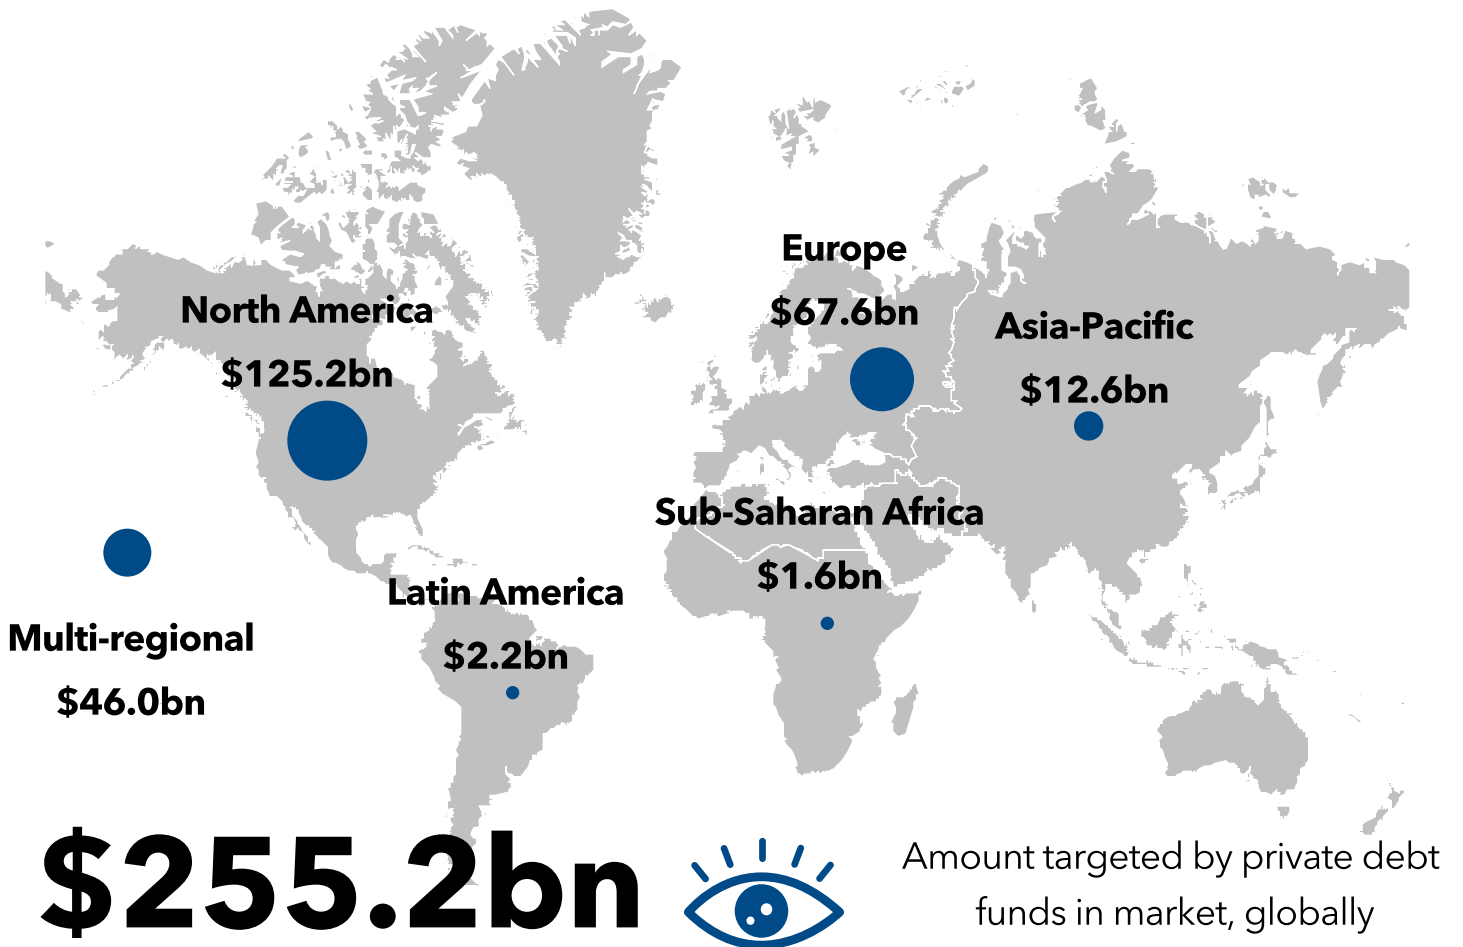 Europe
$67.6bn
North America
$125.2bn
Asia-Pacific
$12.6bn
Sub-Saharan Africa
$1.6bn
Latin America
$2.2bn
Multi-regional
$46.0bn
$255.2bn
Amount targeted by private debt
funds in market, globally